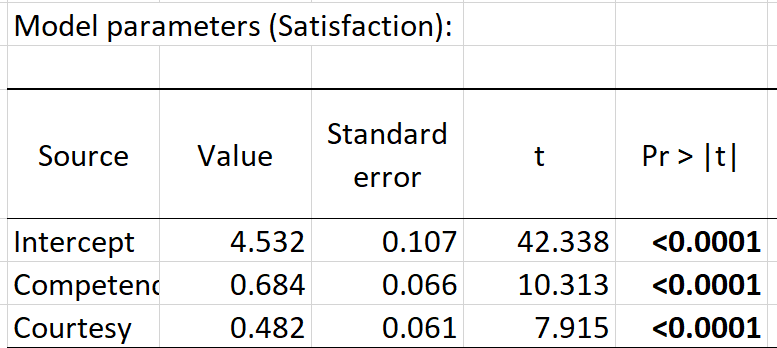 Model parameters (Satisfaction):
Source Value Standard error t Pr > |t|
Intercept 4.532 0.107 42.338 <0.0001
Competenc 0.684 0.066 10.313 <0.0001
Courtesy 0.482 0.061 7.915 <0.0001